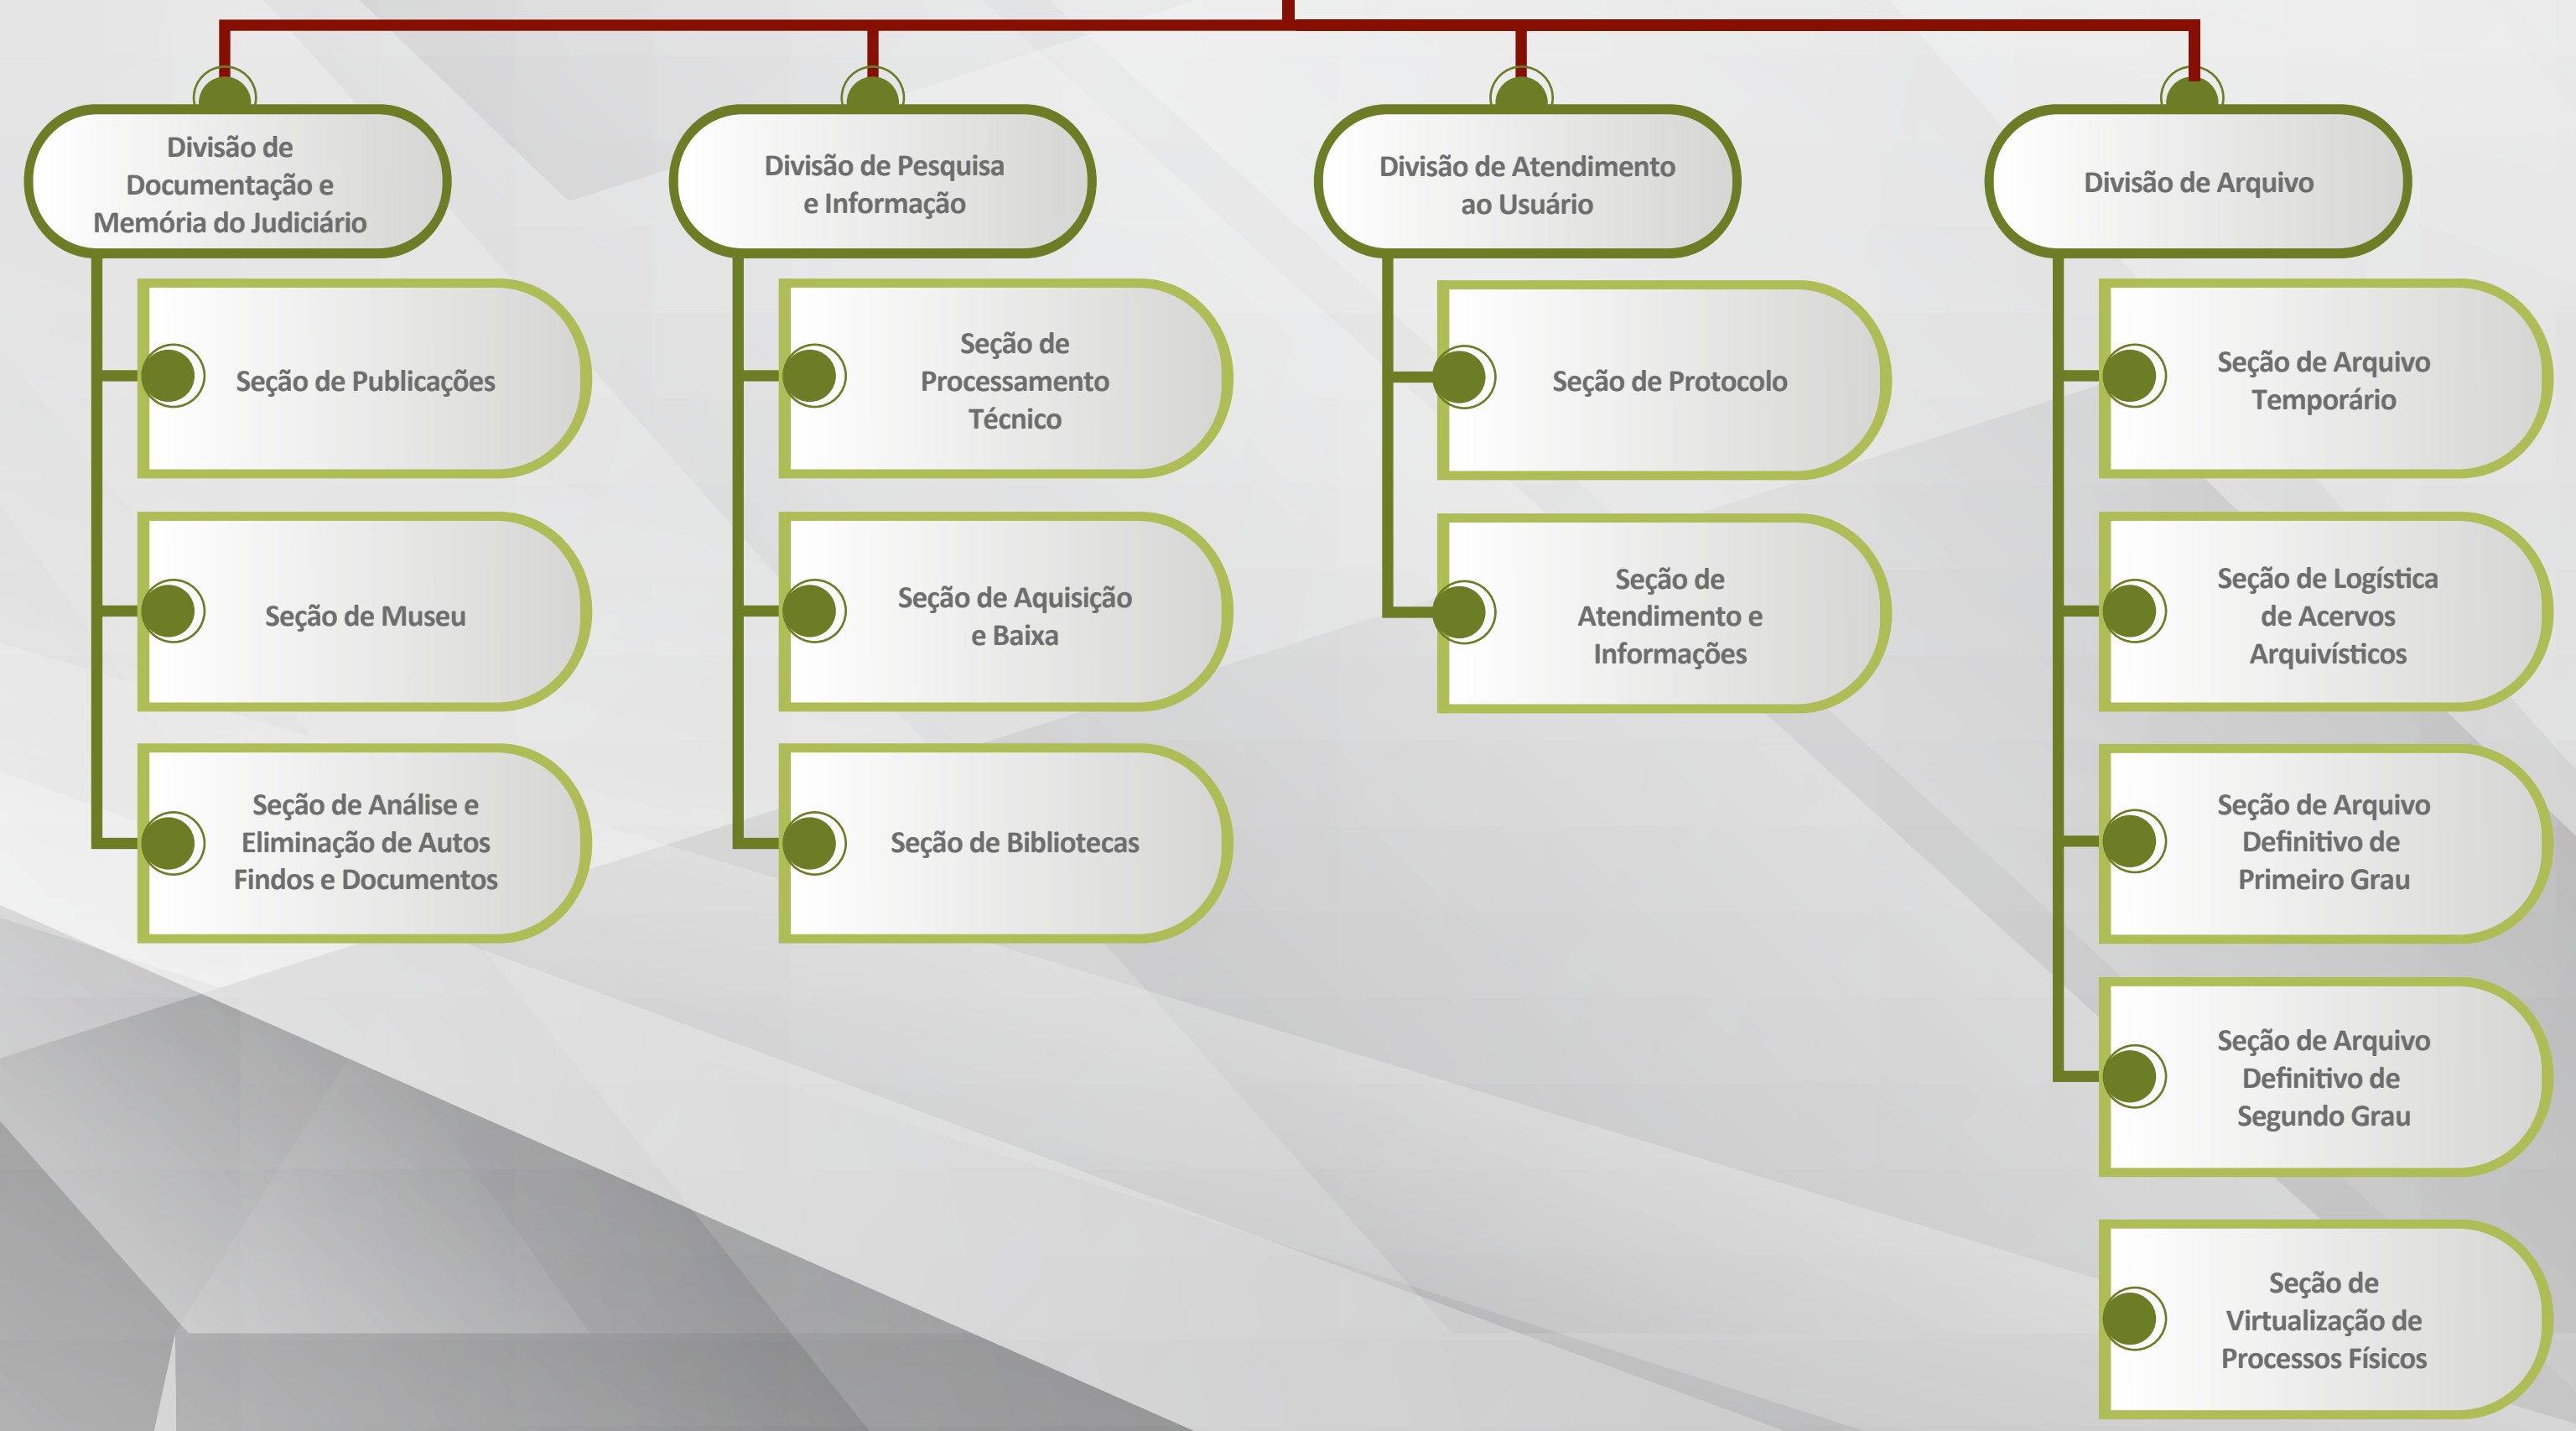 Divisão de
Documentação e
Memória do Judiciário
Seção de Publicações
Seção de Museu
Seção de Análise e
Eliminação de Autos
Findos e Documentos
Divisão de Pesquisa
e Informação
Seção de
Processamento
Técnico
Seção de Aquisição
e Baixa
Seção de Bibliotecas
Divisão de Atendimento
ao Usuário
Seção de Protocolo
Seção de
Atendimento e
Informações
Divisão de Arquivo
Seção de Arquivo
Temporário
Seção de Logística
de Acervos
Arquivísticos
Seção de Arquivo
Definitivo de
Primeiro Grau
Seção de Arquivo
Definitivo de
Segundo Grau
Seção de
Virtualização de
Processos Físicos